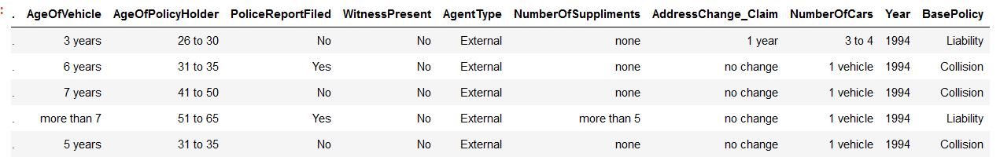 : . AgeOfVehicle AgeOfPolicyHolder PoliceReportFiled WitnessPresent AgentType NumberOfSuppliments AddressChange_Claim NumberOfCars Year BasePolicy
. 3 years 26 to 30 No No External none 1 year 3 to 4 1994 Liability
. 6 years 31 to 35 Yes No External none no change 1 vehicle 1994 Collision
. 7 years 41 to 50 No No External none no change 1 vehicle 1994 Collision
. more than 7 51 to 65 Yes No External more than 5 no change 1 vehicle 1994 Liability
. 5 years 31 to 35 No No External none no change 1 vehicle 1994 Collision